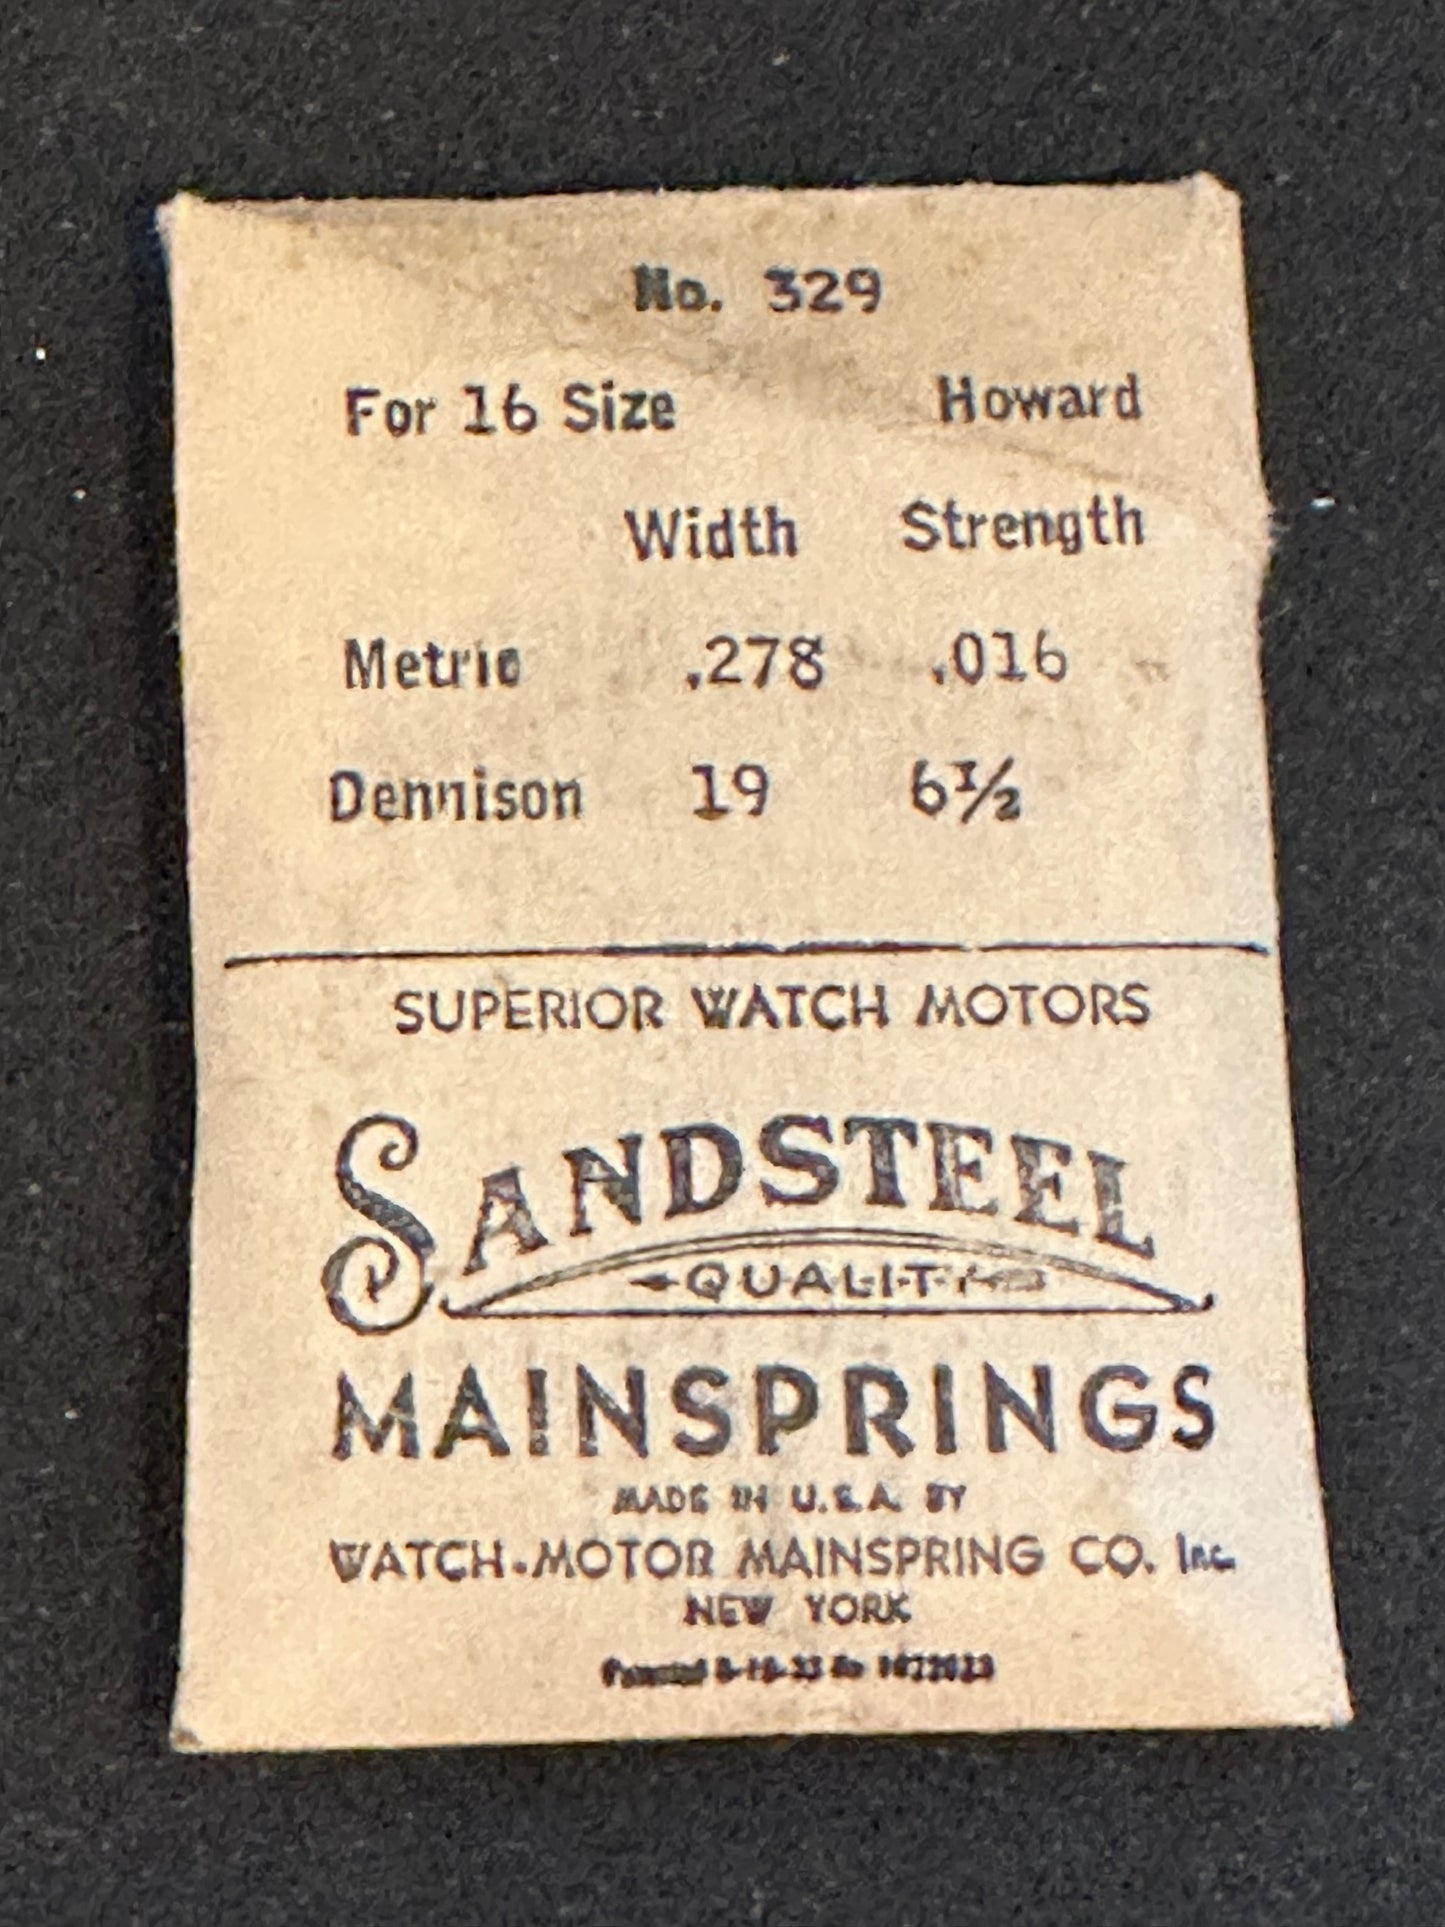 No. 329
For 16 Size Howard
Width Strength
Metric .278 .016
Dennison 19 6½
SUPERIOR WATCH MOTORS
SANDSTEEL
QUALITY
MAINSPRINGS
MADE IN U.S.A. BY
WATCH-MOTOR MAINSPRING CO. Inc.
NEW YORK
Patented